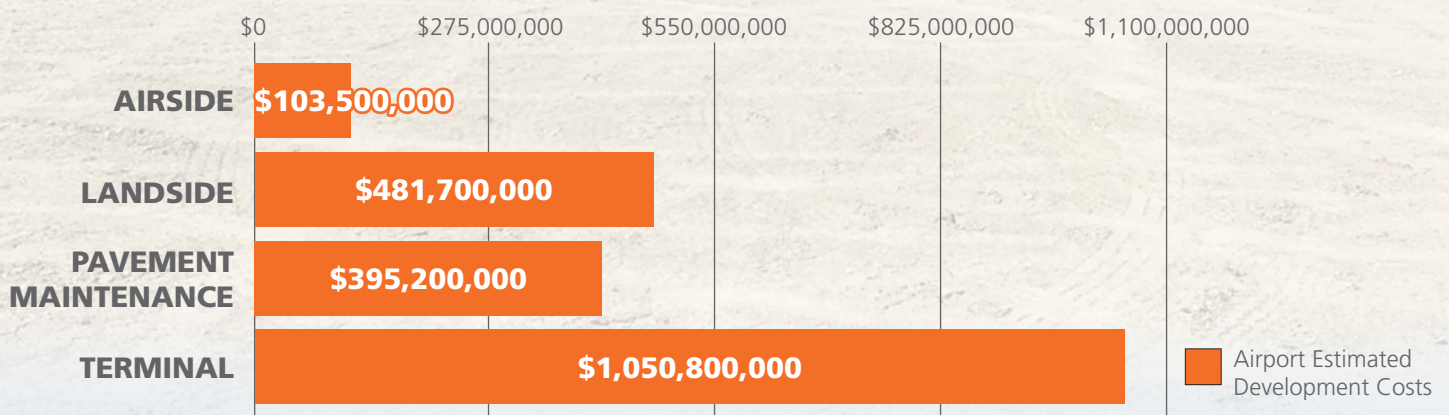 $0 $275,000,000 $550,000,000 $825,000,000 $1,100,000,000
AIRSIDE $103,500,000
LANDSIDE $481,700,000
PAVEMENT
MAINTENANCE $395,200,000
TERMINAL $1,050,800,000
Airport Estimated
Development Costs